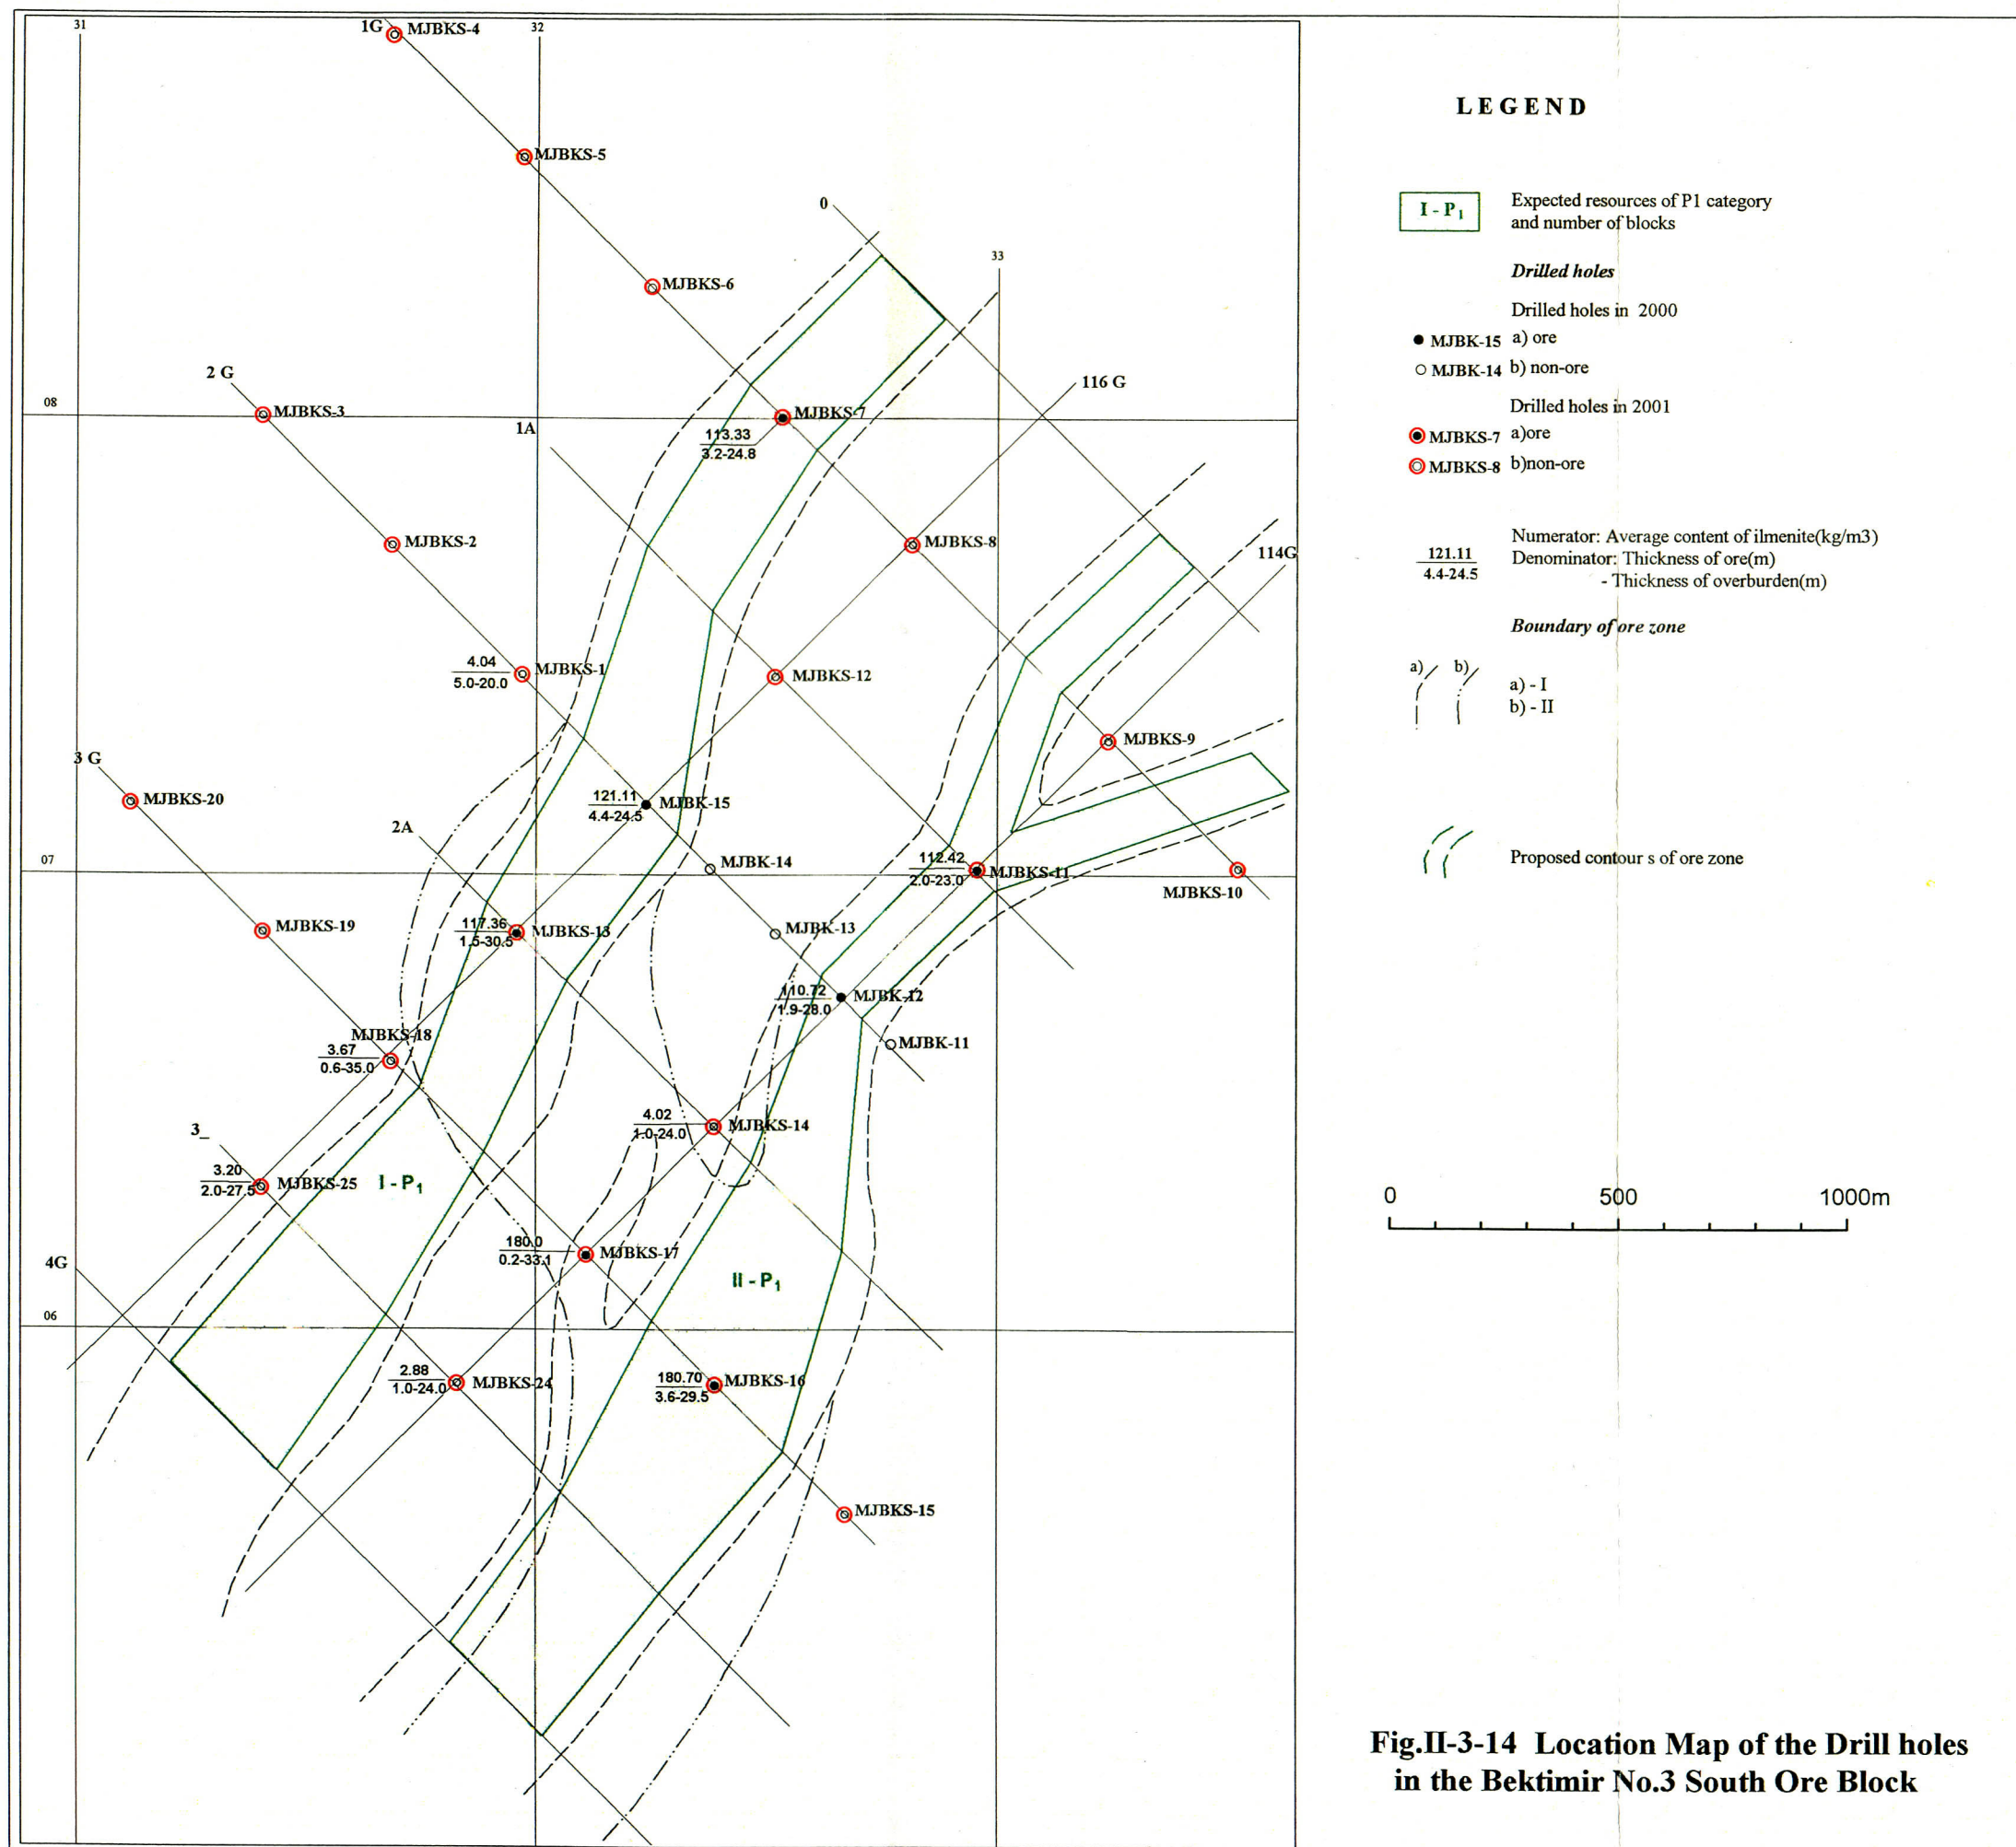 31
1G
MJBKS-4
32
MJBKS-5
0
MJBKS-6
33
2 G
MJBKS-3
08
MJBKS-7
113.33
3.2-24.8
116 G
1A
MJBKS-2
MJBKS-8
114G
4.04
5.0-20.0
MJBKS-1
MJBKS-12
MJBKS-9
3 G
MJBKS-20
121.11
4.4-24.5
MJBK-15
2A
07
MJBK-14
112.42
2.0-23.0
MJBKS-11
MJBKS-10
MJBKS-19
117.36
1.5-30.5
MJBKS-13
MJBK-13
110.72
1.9-28.0
MJBK-12
MJBK-11
MJBKS-18
3.67
0.6-35.0
3_
4.02
1.0-24.0
MJBKS-14
3.20
2.0-27.5
MJBKS-25
I - P1
180.0
0.2-33.1
MJBKS-17
4G
II - P1
06
2.88
1.0-24.0
MJBKS-24
180.70
3.6-29.5
MJBKS-16
MJBKS-15
LEGEND
I - P1
Expected resources of P1 category
and number of blocks
Drilled holes
Drilled holes in 2000
MJBK-15 a) ore
MJBK-14 b) non-ore
Drilled holes in 2001
MJBKS-7 a)ore
MJBKS-8 b)non-ore
121.11
4.4-24.5
Numerator: Average content of ilmenite(kg/m3)
Denominator: Thickness of ore(m)
- Thickness of overburden(m)
Boundary of ore zone
a) b)
a) - I
b) - II
Proposed contour s of ore zone
0 500 1000m
Fig.II-3-14 Location Map of the Drill holes
in the Bektimir No.3 South Ore Block